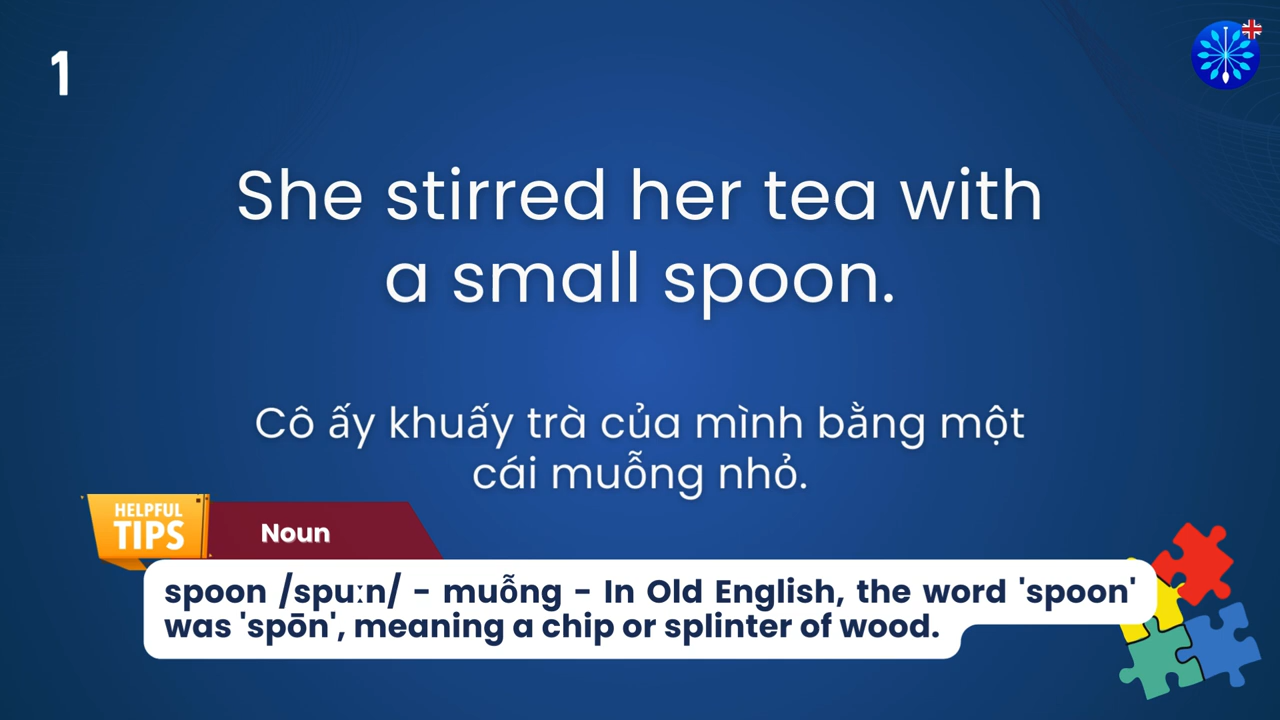 1
She stirred her tea with
a small spoon.
Cô ấy khuấy trà của mình bằng một
cái muỗng nhỏ.
HELPFUL
TIPS
Noun
spoon /spuːn/ - muỗng - In Old English, the word 'spoon'
was 'spōn', meaning a chip or splinter of wood.